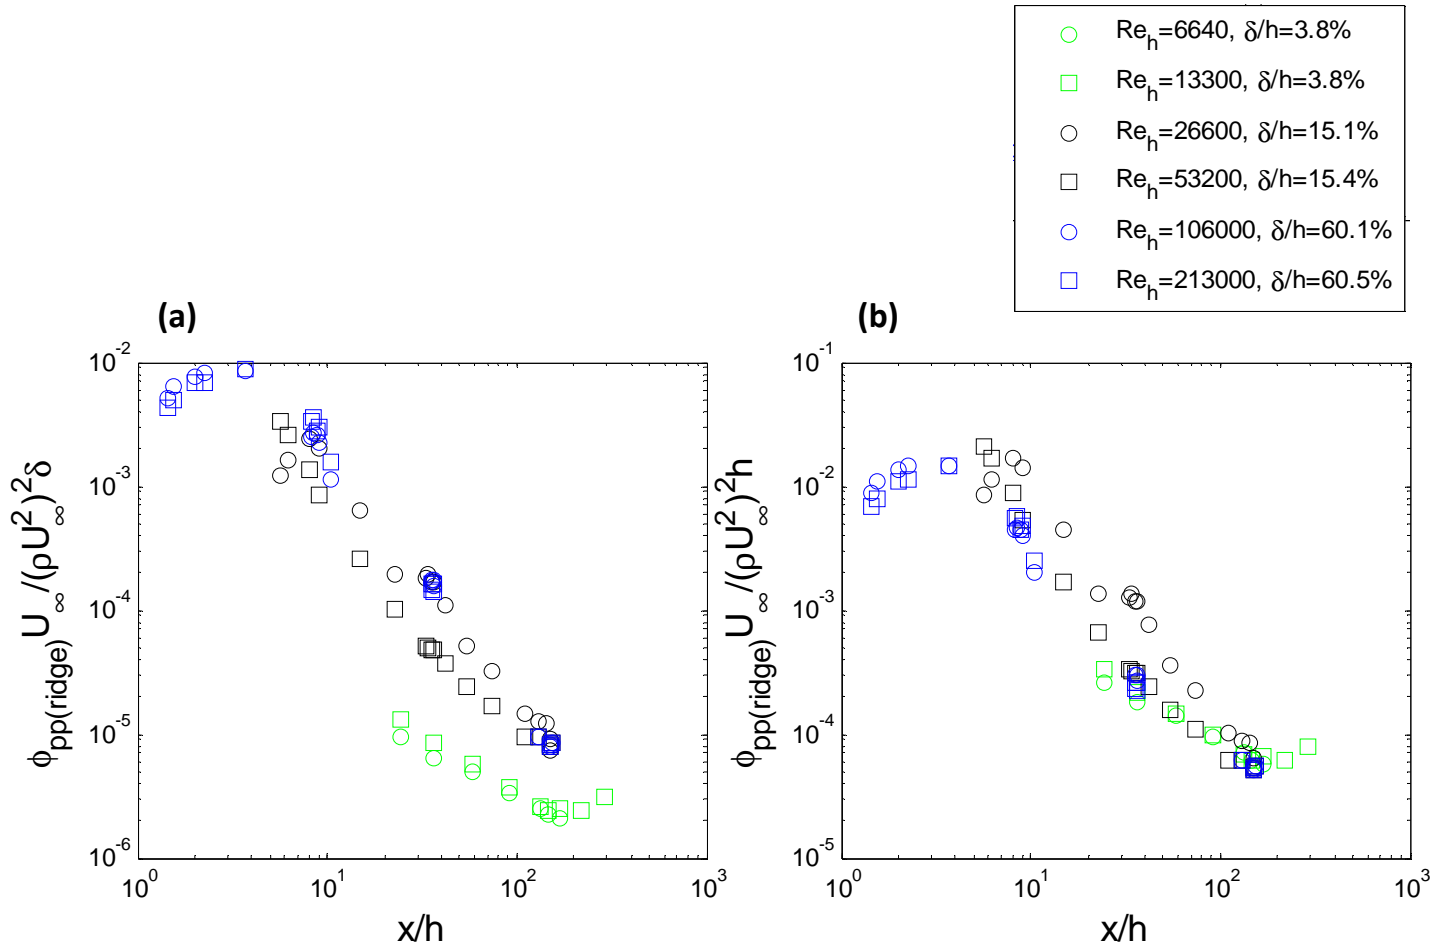 Re_h=6640, δ/h=3.8%
Re_h=13300, δ/h=3.8%
Re_h=26600, δ/h=15.1%
Re_h=53200, δ/h=15.4%
Re_h=106000, δ/h=60.1%
Re_h=213000, δ/h=60.5%
(a)
10^-2
10^-3
10^-4
10^-5
10^-6
10^0
10^1
10^2
10^3
x/h
ϕ_pp(ridge) U_∞/(ρU_∞^2)^2δ
(b)
10^-1
10^-2
10^-3
10^-4
10^-5
10^0
10^1
10^2
10^3
x/h
ϕ_pp(ridge) U_∞/(ρU_∞^2)^2h